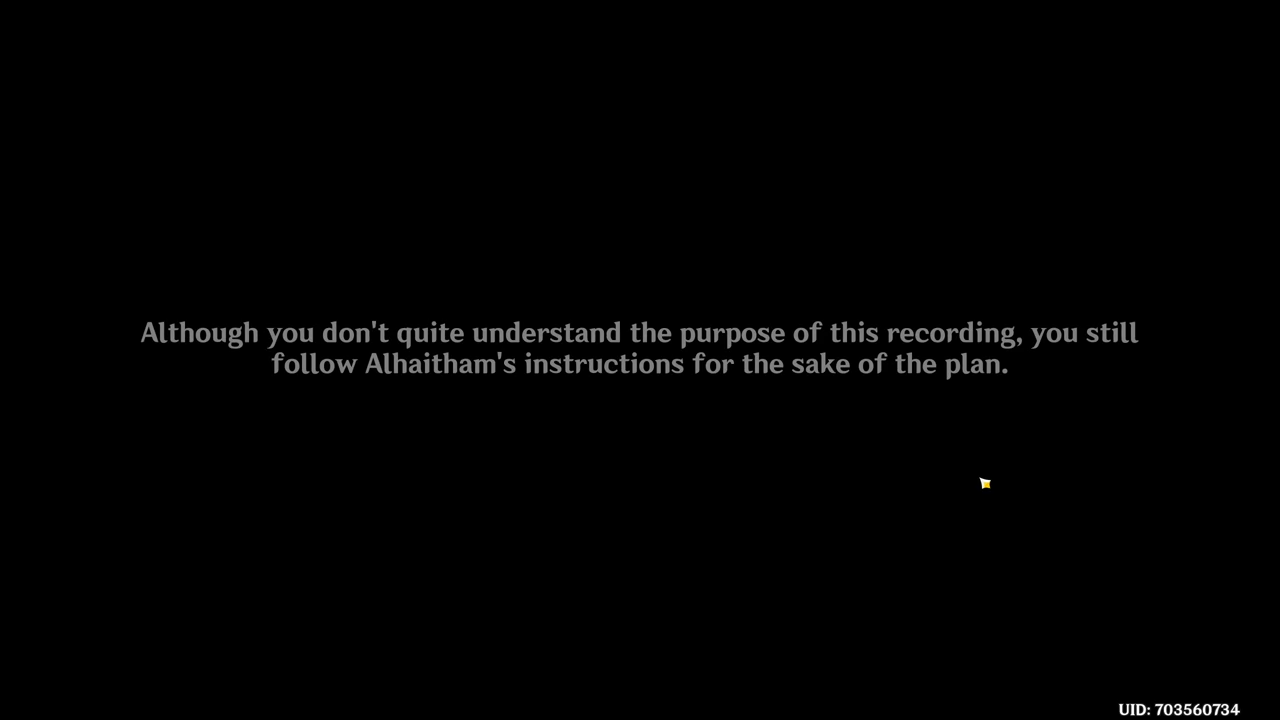 Although you don't quite understand the purpose of this recording, you still
follow Alhaitham's instructions for the sake of the plan.
UID: 703560734